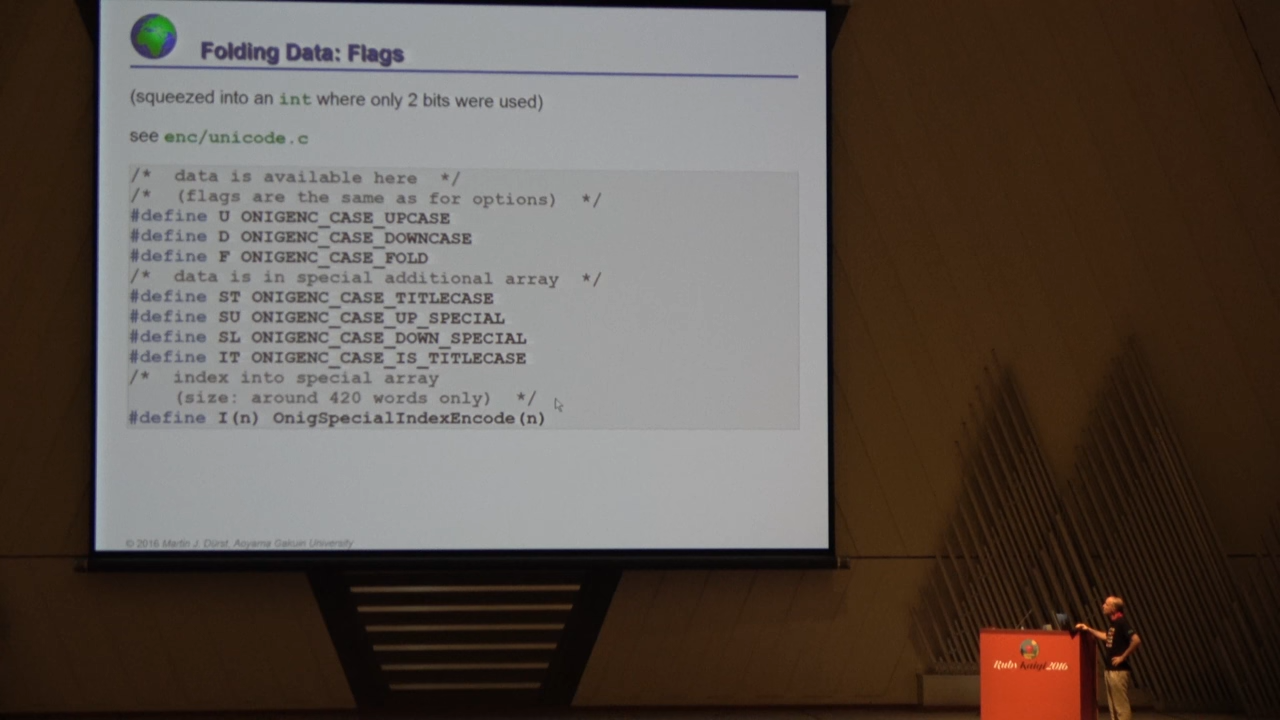 Folding Data: Flags
(squeezed into an int where only 2 bits were used)
see enc/unicode.c
/*  data is available here  */
/*  (flags are the same as for options)  */
#define U ONIGENC_CASE_UPCASE
#define D ONIGENC_CASE_DOWNCASE
#define F ONIGENC_CASE_FOLD
/*  data is in special additional array  */
#define ST ONIGENC_CASE_TITLECASE
#define SU ONIGENC_CASE_UP_SPECIAL
#define SL ONIGENC_CASE_DOWN_SPECIAL
#define IT ONIGENC_CASE_IS_TITLECASE
/*  index into special array
    (size: around 420 words only)  */
#define I(n) OnigSpecialIndexEncode(n)
© 2016 Martin J. Dürst, Aoyama Gakuin University
RubyKaigi 2016